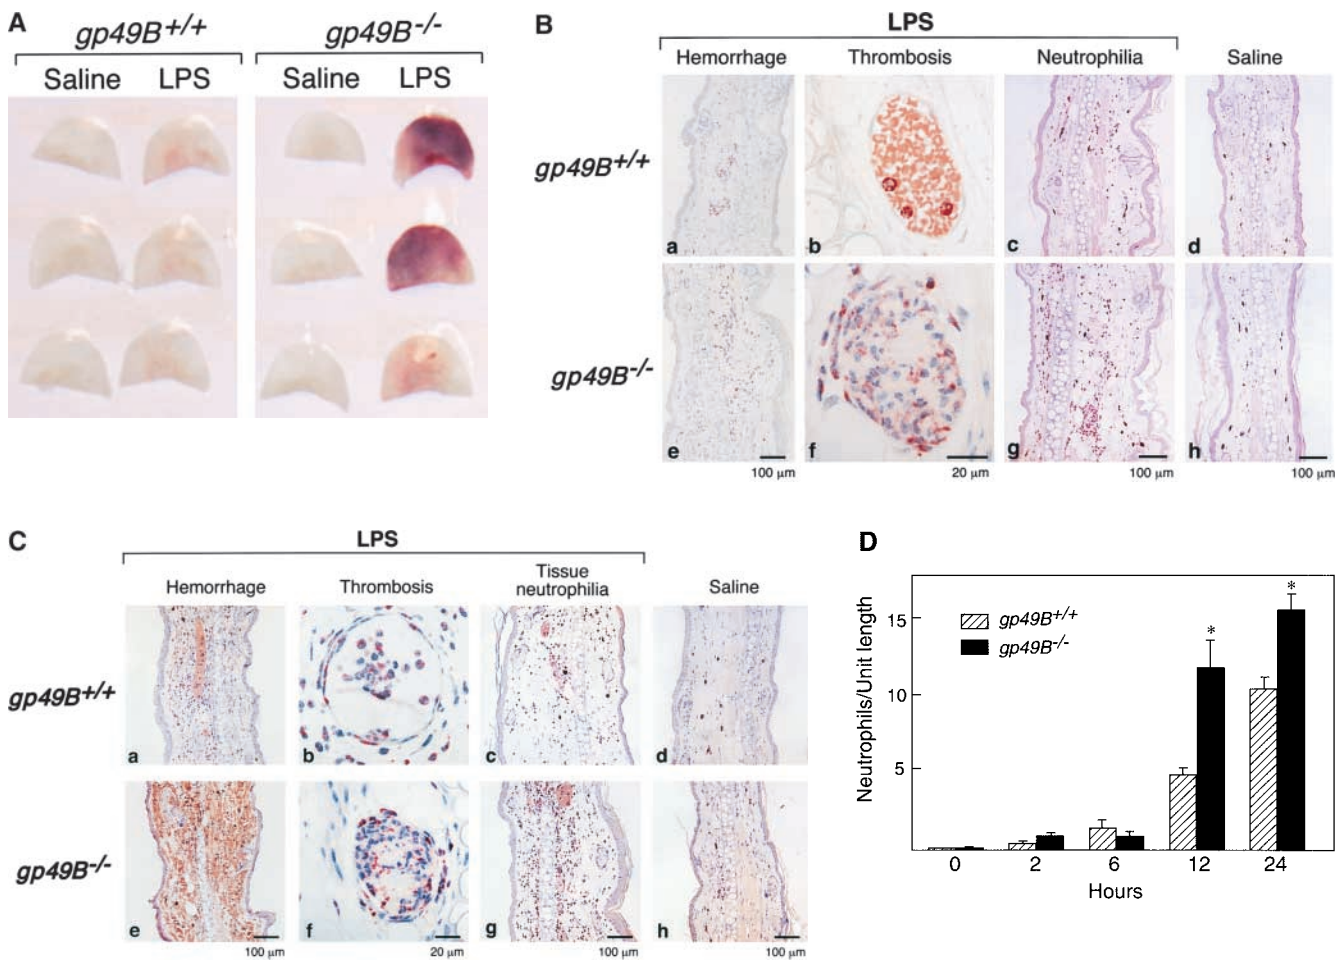 A
gp49B+/+
gp49B-/-
Saline
LPS
Saline
LPS
B
LPS
Hemorrhage
Thrombosis
Neutrophilia
Saline
gp49B+/+
a
b
c
d
gp49B-/-
e
f
g
h
100 µm
20 µm
100 µm
100 µm
C
LPS
Hemorrhage
Thrombosis
Tissue
neutrophilia
Saline
gp49B+/+
a
b
c
d
gp49B-/-
e
f
g
h
100 µm
20 µm
100 µm
100 µm
D
Neutrophils/Unit length
15
10
5
gp49B+/+
gp49B-/-
*
*
0
2
6
12
24
Hours